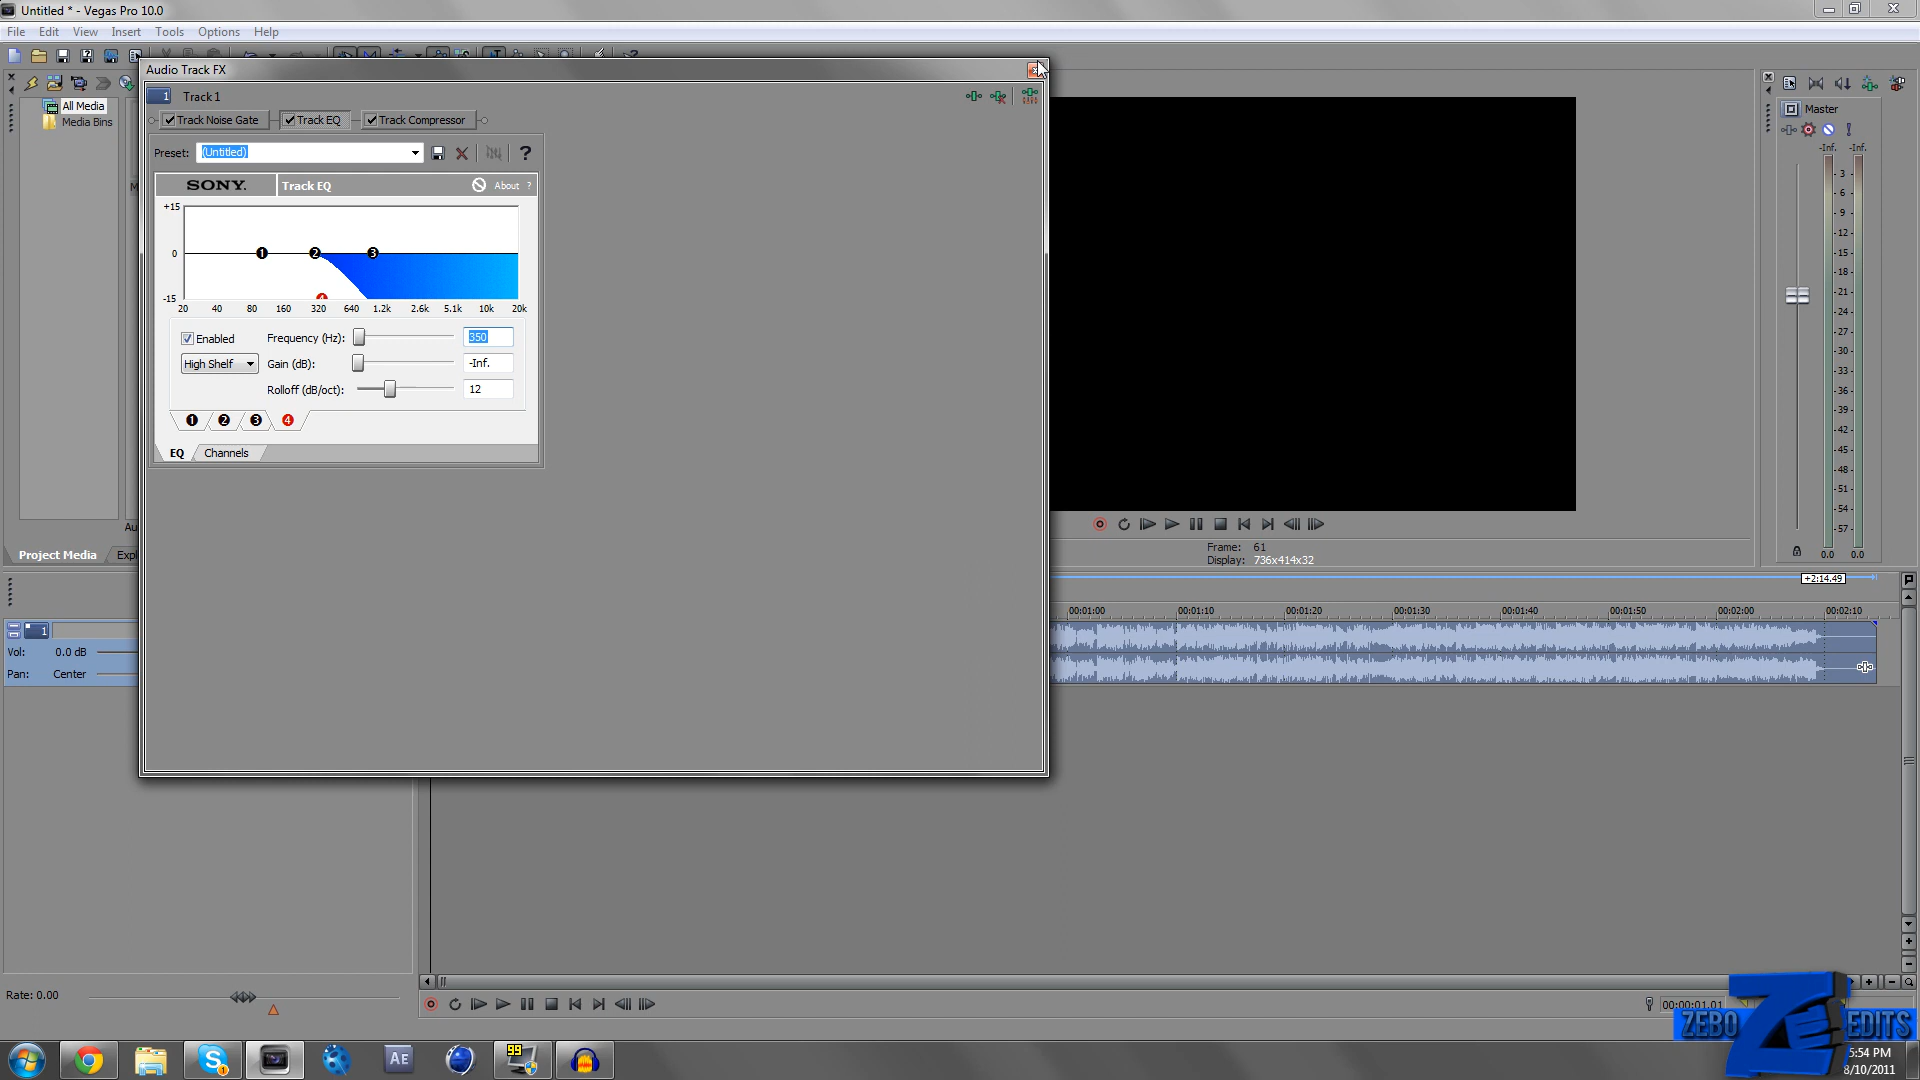 Untitled * - Vegas Pro 10.0
File Edit View Insert Tools Options Help
Audio Track FX
1 Track 1
Track Noise Gate Track EQ Track Compressor
Preset: (Untitled) ?
SONY. Track EQ About ?
+15
0
-15
1 2 3 4
20 40 80 160 320 640 1.2k 2.6k 5.1k 10k 20k
Enabled Frequency (Hz): 350
High Shelf Gain (dB): -Inf.
Rolloff (dB/oct): 12
1 2 3 4
EQ Channels
All Media
Media Bins
Project Media Expl
Master
-Inf. -Inf.
3
6
9
12
15
18
21
24
27
30
33
36
39
42
45
48
51
54
57
0.0 0.0
Frame: 61
Display: 736x414x32
+2:14.49
00:01:00 00:01:10 00:01:20 00:01:30 00:01:40 00:01:50 00:02:00 00:02:10
1
Vol: 0.0 dB
Pan: Center
Rate: 0.00
00:00:01.01
ZEBO EDITS
AE
99
5:54 PM
8/10/2011